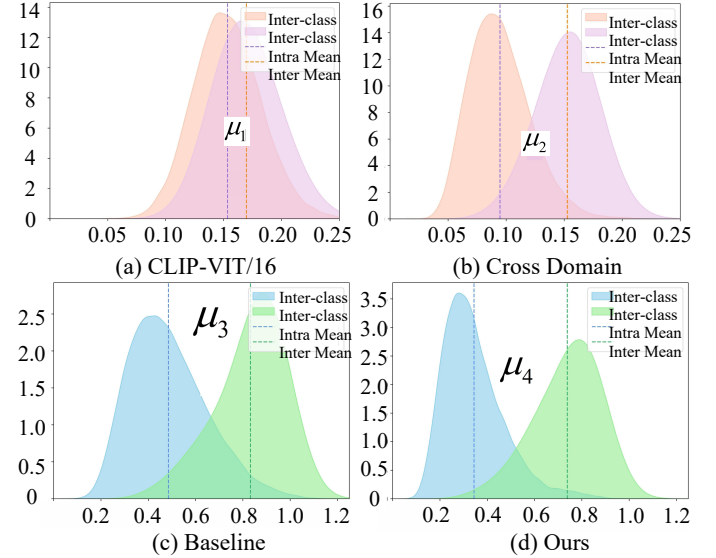 14
12
10
8
6
4
2
0
0.05 0.10 0.15 0.20 0.25
Inter-class
Inter-class
Intra Mean
Inter Mean
μ₁
(a) CLIP-VIT/16
16
14
12
10
8
6
4
2
0
0.05 0.10 0.15 0.20 0.25
Inter-class
Inter-class
Intra Mean
Inter Mean
μ₂
(b) Cross Domain
2.5
2.0
1.5
1.0
0.5
0
0.2 0.4 0.6 0.8 1.0 1.2
Inter-class
Inter-class
Intra Mean
Inter Mean
μ₃
(c) Baseline
3.5
3.0
2.5
2.0
1.5
1.0
0.5
0
0.2 0.4 0.6 0.8 1.0 1.2
Inter-class
Inter-class
Intra Mean
Inter Mean
μ₄
(d) Ours